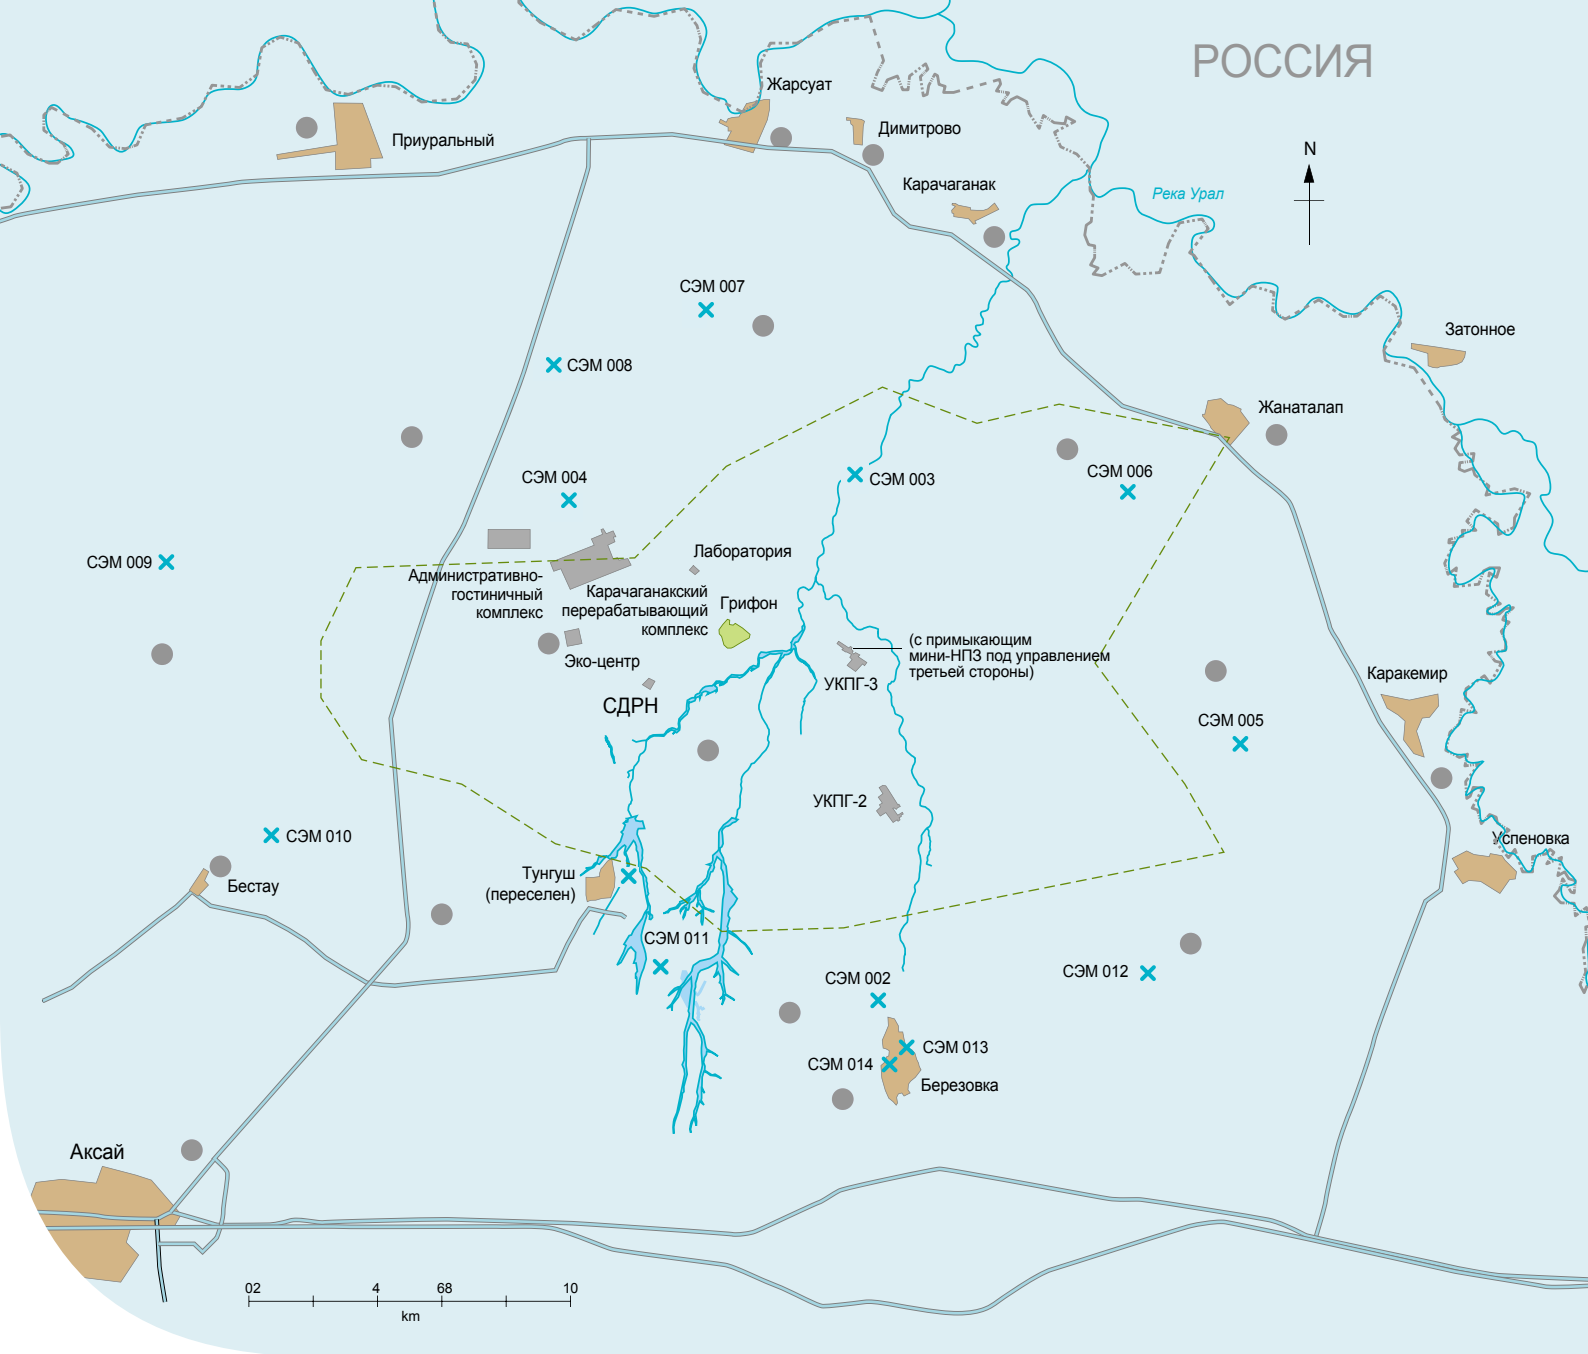 РОССИЯ
Жарсуат
Димитрово
Приуральный
N
Карачаганак
Река Урал
СЭМ 007
Затонное
СЭМ 008
Жанаталап
СЭМ 004
СЭМ 003
СЭМ 006
СЭМ 009
Лаборатория
Административно-
гостиничный
комплекс
Карачаганакский
перерабатывающий
комплекс
Грифон
(с примыкающим
мини-НПЗ под управлением
третьей стороны)
Эко-центр
УКПГ-3
Каракемир
СДРН
СЭМ 005
УКПГ-2
СЭМ 010
Успеновка
Тунгуш
(переселен)
Бестау
СЭМ 011
СЭМ 002
СЭМ 012
СЭМ 013
СЭМ 014
Березовка
Аксай
02 4 68 10
km